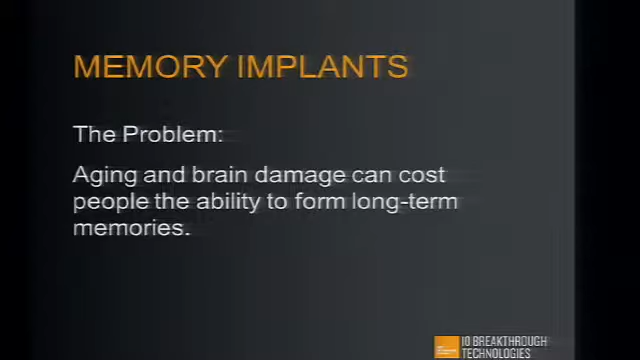 MEMORY IMPLANTS
The Problem:
Aging and brain damage can cost
people the ability to form long-term
memories.
10 BREAKTHROUGH
TECHNOLOGIES